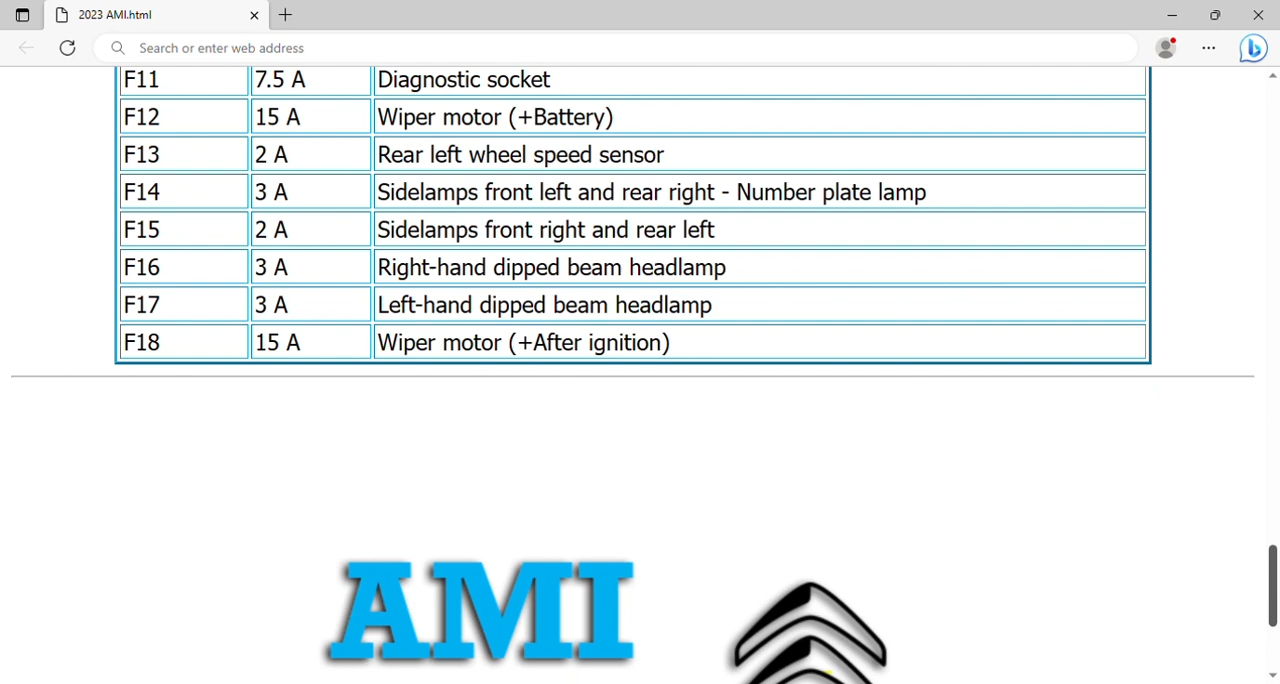 2023 AMI.html
Search or enter web address
F11 7.5 A Diagnostic socket
F12 15 A Wiper motor (+Battery)
F13 2 A Rear left wheel speed sensor
F14 3 A Sidelamps front left and rear right - Number plate lamp
F15 2 A Sidelamps front right and rear left
F16 3 A Right-hand dipped beam headlamp
F17 3 A Left-hand dipped beam headlamp
F18 15 A Wiper motor (+After ignition)
AMI